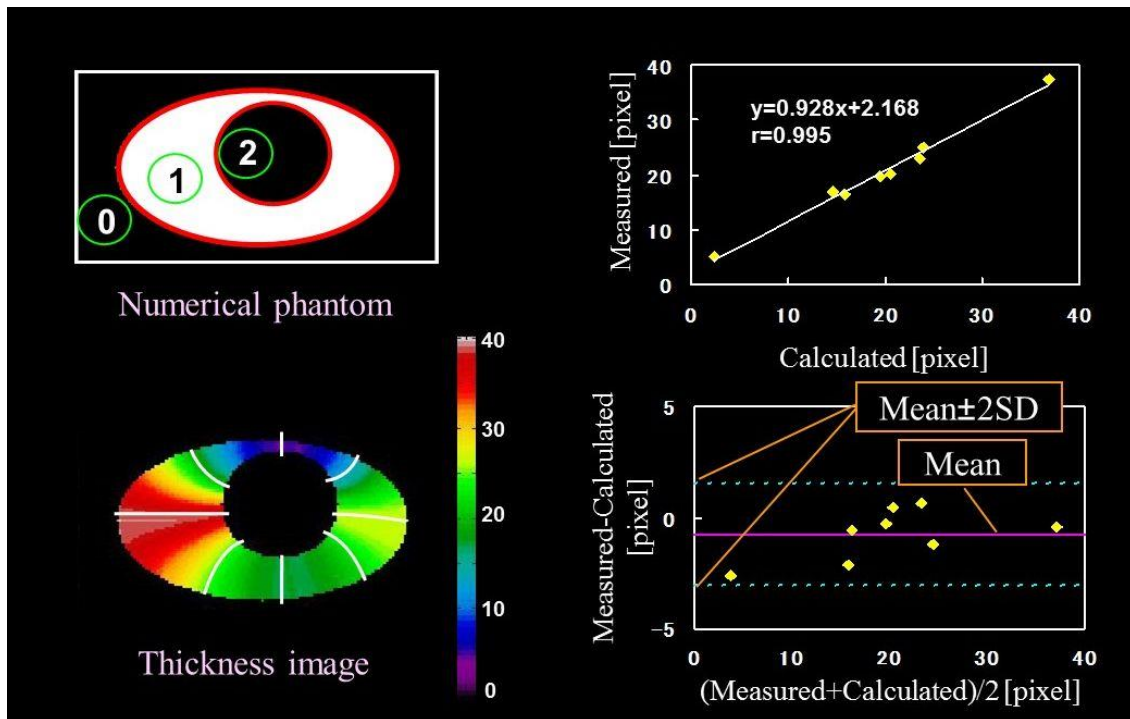 0
1
2
Numerical phantom
40
30
20
10
0
Thickness image
Measured [pixel]
40
30
20
10
0
y=0.928x+2.168
r=0.995
0
10
20
30
40
Calculated [pixel]
Measured-Calculated
[pixel]
5
0
−5
Mean±2SD
Mean
0
10
20
30
40
(Measured+Calculated)/2 [pixel]